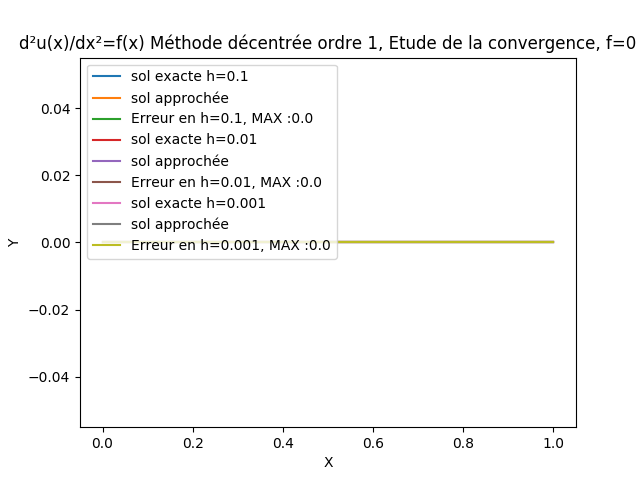 d²u(x)/dx²=f(x) Méthode décentrée ordre 1, Etude de la convergence, f=0
sol exacte h=0.1
sol approchée
Erreur en h=0.1, MAX :0.0
sol exacte h=0.01
sol approchée
Erreur en h=0.01, MAX :0.0
sol exacte h=0.001
sol approchée
Erreur en h=0.001, MAX :0.0
0.04
0.02
0.00
−0.02
−0.04
Y
0.0 0.2 0.4 0.6 0.8 1.0
X